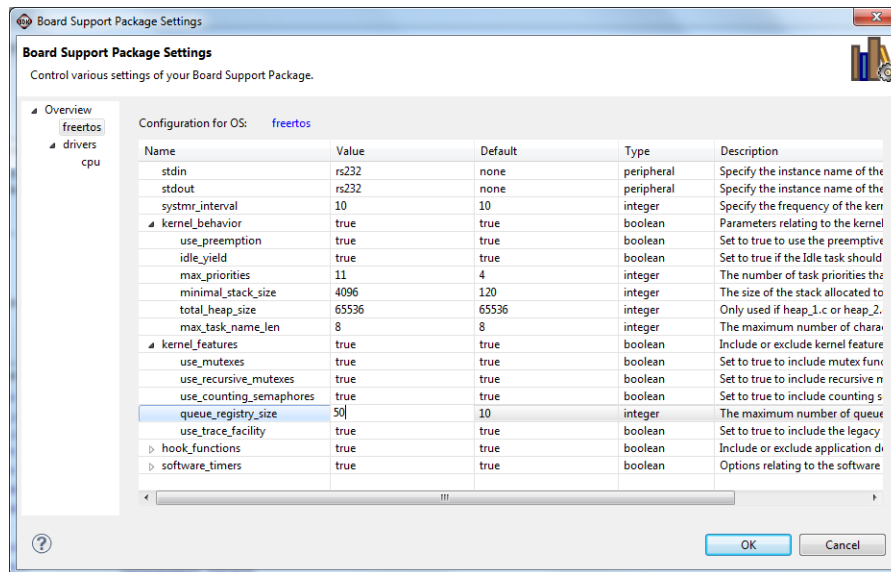 Board Support Package Settings
Board Support Package Settings
Control various settings of your Board Support Package.
Overview
freertos
drivers
cpu
Configuration for OS: freertos
Name Value Default Type Description
stdin rs232 none peripheral Specify the instance name of the
stdout rs232 none peripheral Specify the instance name of the
systmr_interval 10 10 integer Specify the frequency of the kerr
kernel_behavior true true boolean Parameters relating to the kernel
use_preemption true true boolean Set to true to use the preemptive
idle_yield true true boolean Set to true if the Idle task should
max_priorities 11 4 integer The number of task priorities tha
minimal_stack_size 4096 120 integer The size of the stack allocated to
total_heap_size 65536 65536 integer Only used if heap_1.c or heap_2.
max_task_name_len 8 8 integer The maximum number of charac
kernel_features true true boolean Include or exclude kernel feature
use_mutexes true true boolean Set to true to include mutex func
use_recursive_mutexes true true boolean Set to true to include recursive m
use_counting_semaphores true true boolean Set to true to include counting s
queue_registry_size 50 10 integer The maximum number of queue
use_trace_facility true true boolean Set to true to include the legacy
hook_functions true true boolean Include or exclude application d
software_timers true true boolean Options relating to the software
OK Cancel